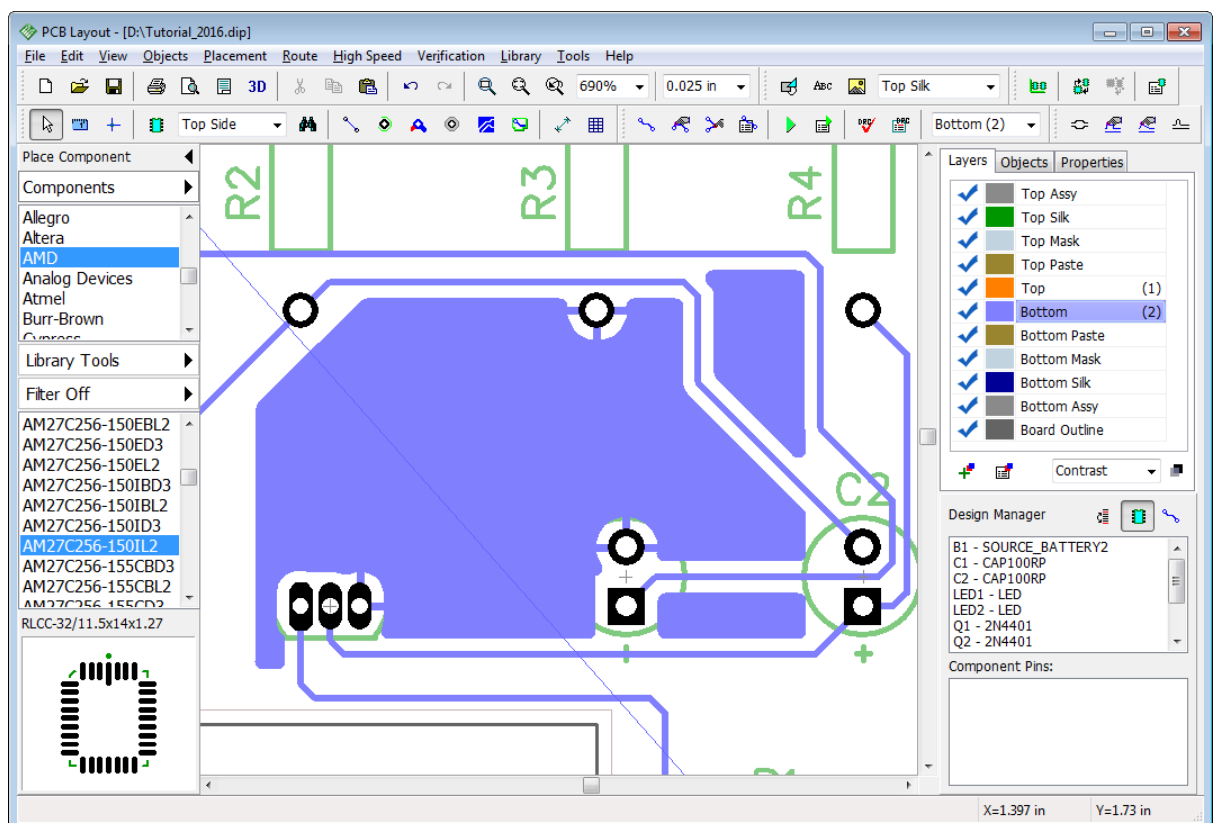 PCB Layout - [D:\Tutorial_2016.dip]
File Edit View Objects Placement Route High Speed Verification Library Tools Help
3D 690% 0.025 in ABC Top Silk
Top Side Bottom (2)
Place Component
Components
Allegro
Altera
AMD
Analog Devices
Atmel
Burr-Brown
Cypress
Library Tools
Filter Off
AM27C256-150EBL2
AM27C256-150ED3
AM27C256-150EL2
AM27C256-150IBD3
AM27C256-150IBL2
AM27C256-150ID3
AM27C256-150IL2
AM27C256-155CBD3
AM27C256-155CBL2
AM27C256-155CD3
RLCC-32/11.5x14x1.27
R2
R3
R4
C2
Layers Objects Properties
Top Assy
Top Silk
Top Mask
Top Paste
Top (1)
Bottom (2)
Bottom Paste
Bottom Mask
Bottom Silk
Bottom Assy
Board Outline
Contrast
Design Manager
B1 - SOURCE_BATTERY2
C1 - CAP100RP
C2 - CAP100RP
LED1 - LED
LED2 - LED
Q1 - 2N4401
Q2 - 2N4401
Component Pins:
X=1.397 in Y=1.73 in